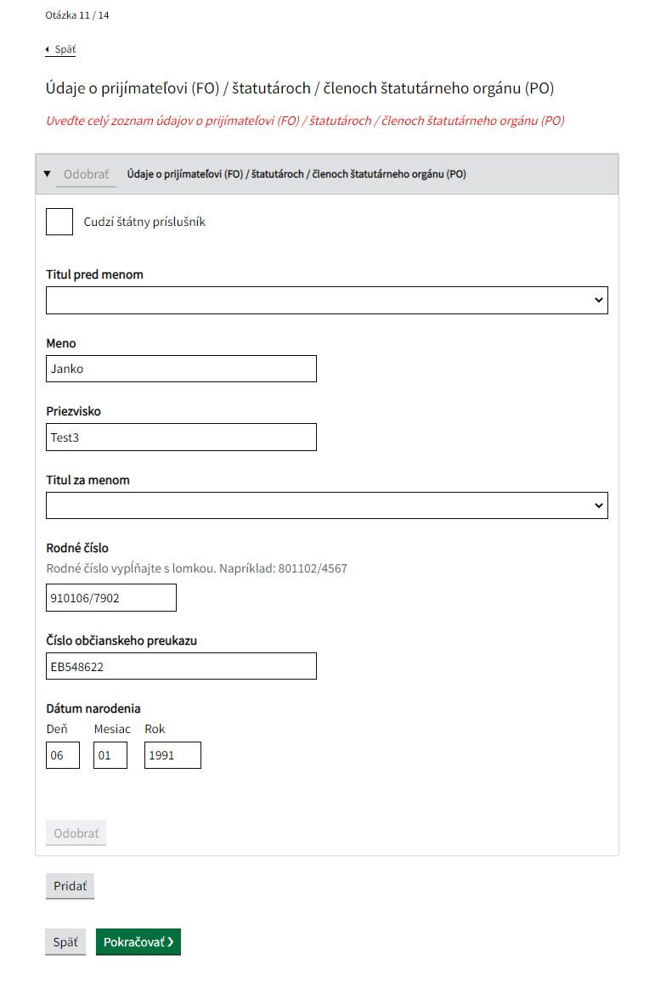 Otázka 11 / 14
Späť
Údaje o prijímateľovi (FO) / štatutároch / členoch štatutárneho orgánu (PO)
Uveďte celý zoznam údajov o prijímateľovi (FO) / štatutároch / členoch štatutárneho orgánu (PO)
Odobrať Údaje o prijímateľovi (FO) / štatutároch / členoch štatutárneho orgánu (PO)
Cudzí štátny príslušník
Titul pred menom
Meno
Janko
Priezvisko
Test3
Titul za menom
Rodné číslo
Rodné číslo vypĺňajte s lomkou. Napríklad: 801102/4567
910106/7902
Číslo občianskeho preukazu
EB548622
Dátum narodenia
Deň Mesiac Rok
06 01 1991
Odobrať
Pridať
Späť Pokračovať